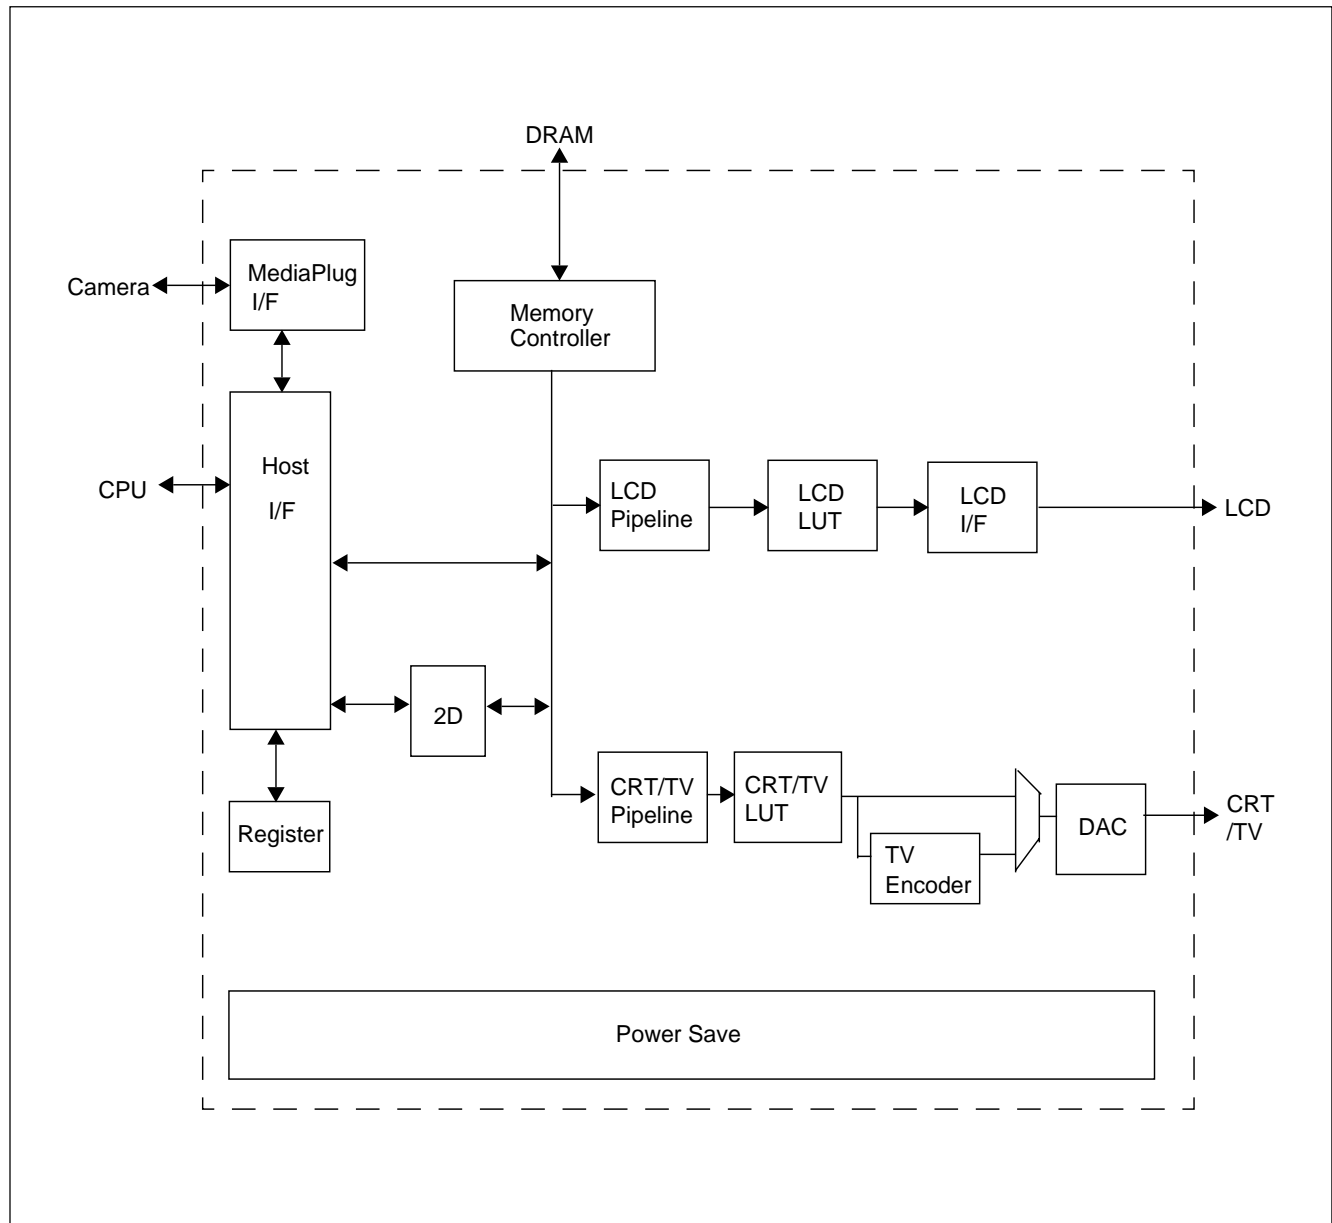 DRAM
MediaPlug
I/F
Camera
Memory
Controller
Host
I/F
CPU
LCD
Pipeline
LCD
LUT
LCD
I/F
LCD
2D
CRT/TV
Pipeline
CRT/TV
LUT
TV
Encoder
DAC
CRT
/TV
Register
Power Save